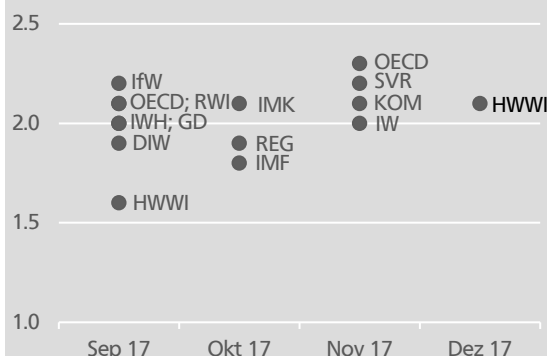 2.5
OECD
IfW
SVR
OECD; RWI
IMK
KOM
HWWI
2.0
IWH; GD
IW
DIW
REG
IMF
HWWI
1.5
1.0
Sep 17
Okt 17
Nov 17
Dez 17